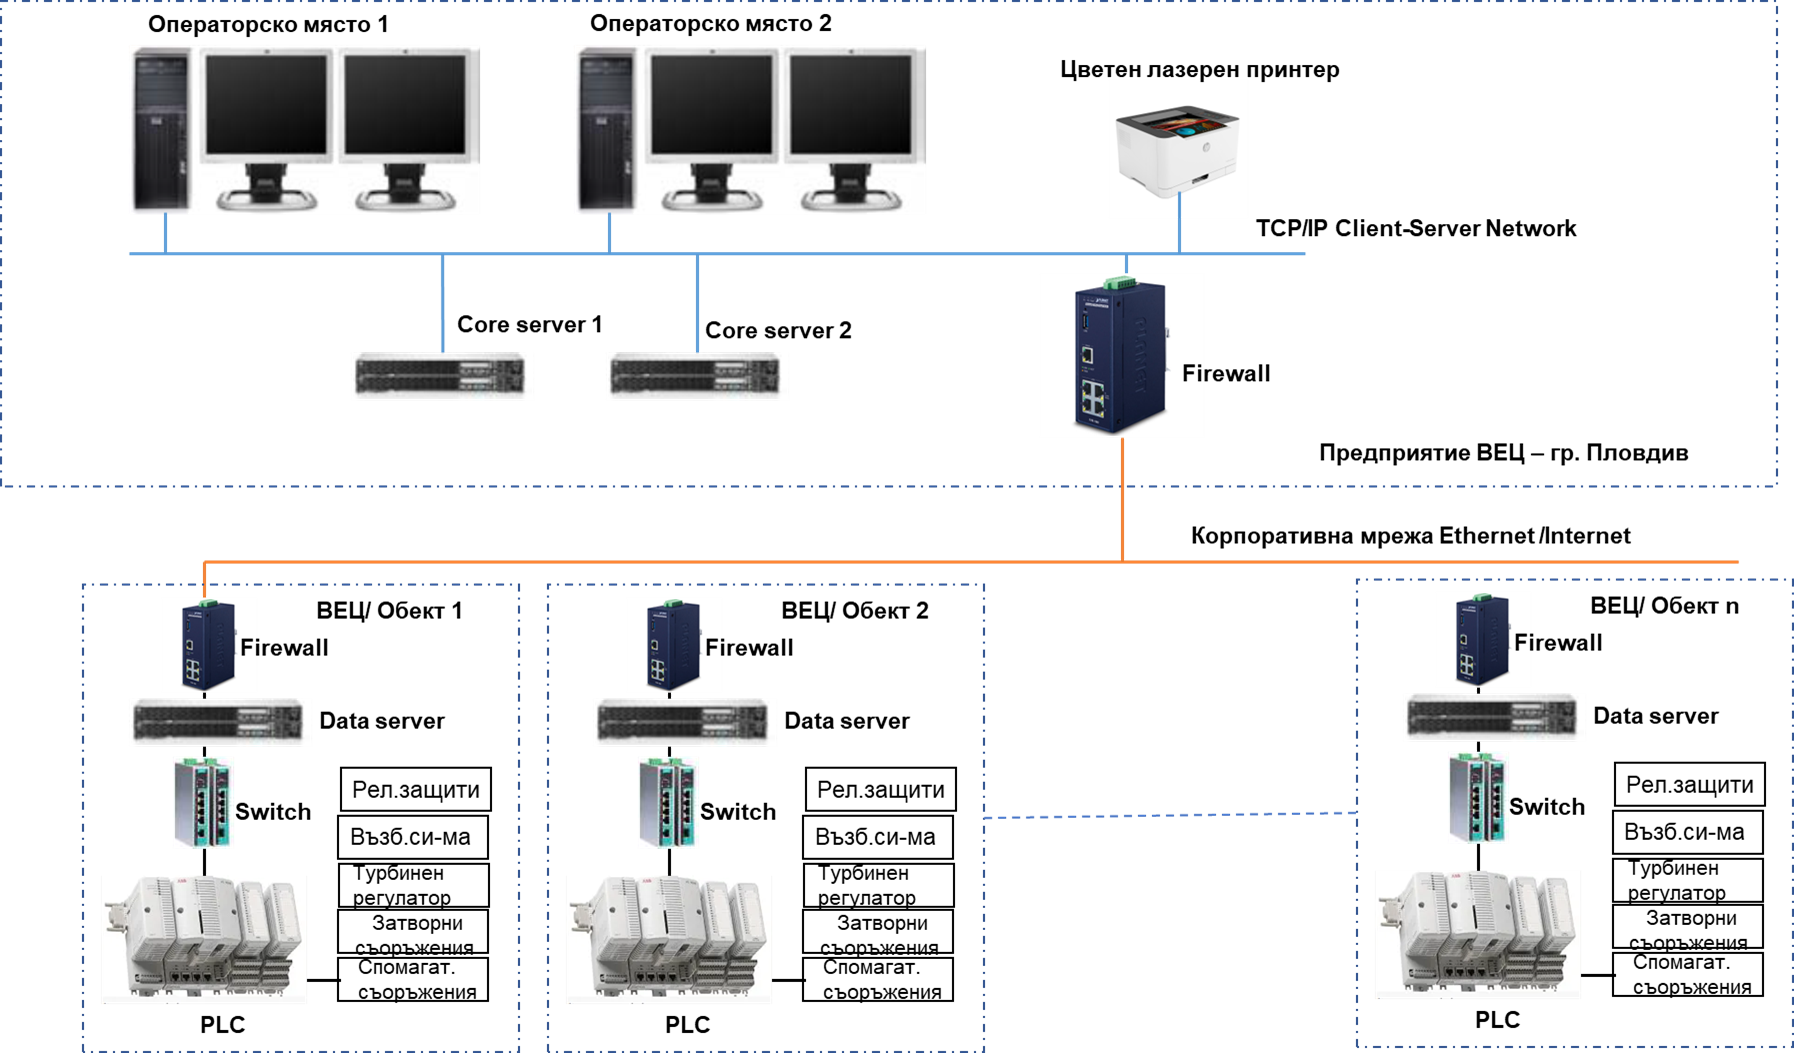 Операторско място 1
Операторско място 2
Цветен лазерен принтер
TCP/IP Client-Server Network
Core server 1
Core server 2
Firewall
Предприятие ВЕЦ – гр. Пловдив
Корпоративна мрежа Ethernet /Internet
ВЕЦ/ Обект 1
Firewall
Data server
Switch
Рел.защити
Възб.си-ма
Турбинен
регулатор
Затворни
съоръжения
Спомагат.
съоръжения
PLC
ВЕЦ/ Обект 2
Firewall
Data server
Switch
Рел.защити
Възб.си-ма
Турбинен
регулатор
Затворни
съоръжения
Спомагат.
съоръжения
PLC
ВЕЦ/ Обект n
Firewall
Data server
Switch
Рел.защити
Възб.си-ма
Турбинен
регулатор
Затворни
съоръжения
Спомагат.
съоръжения
PLC